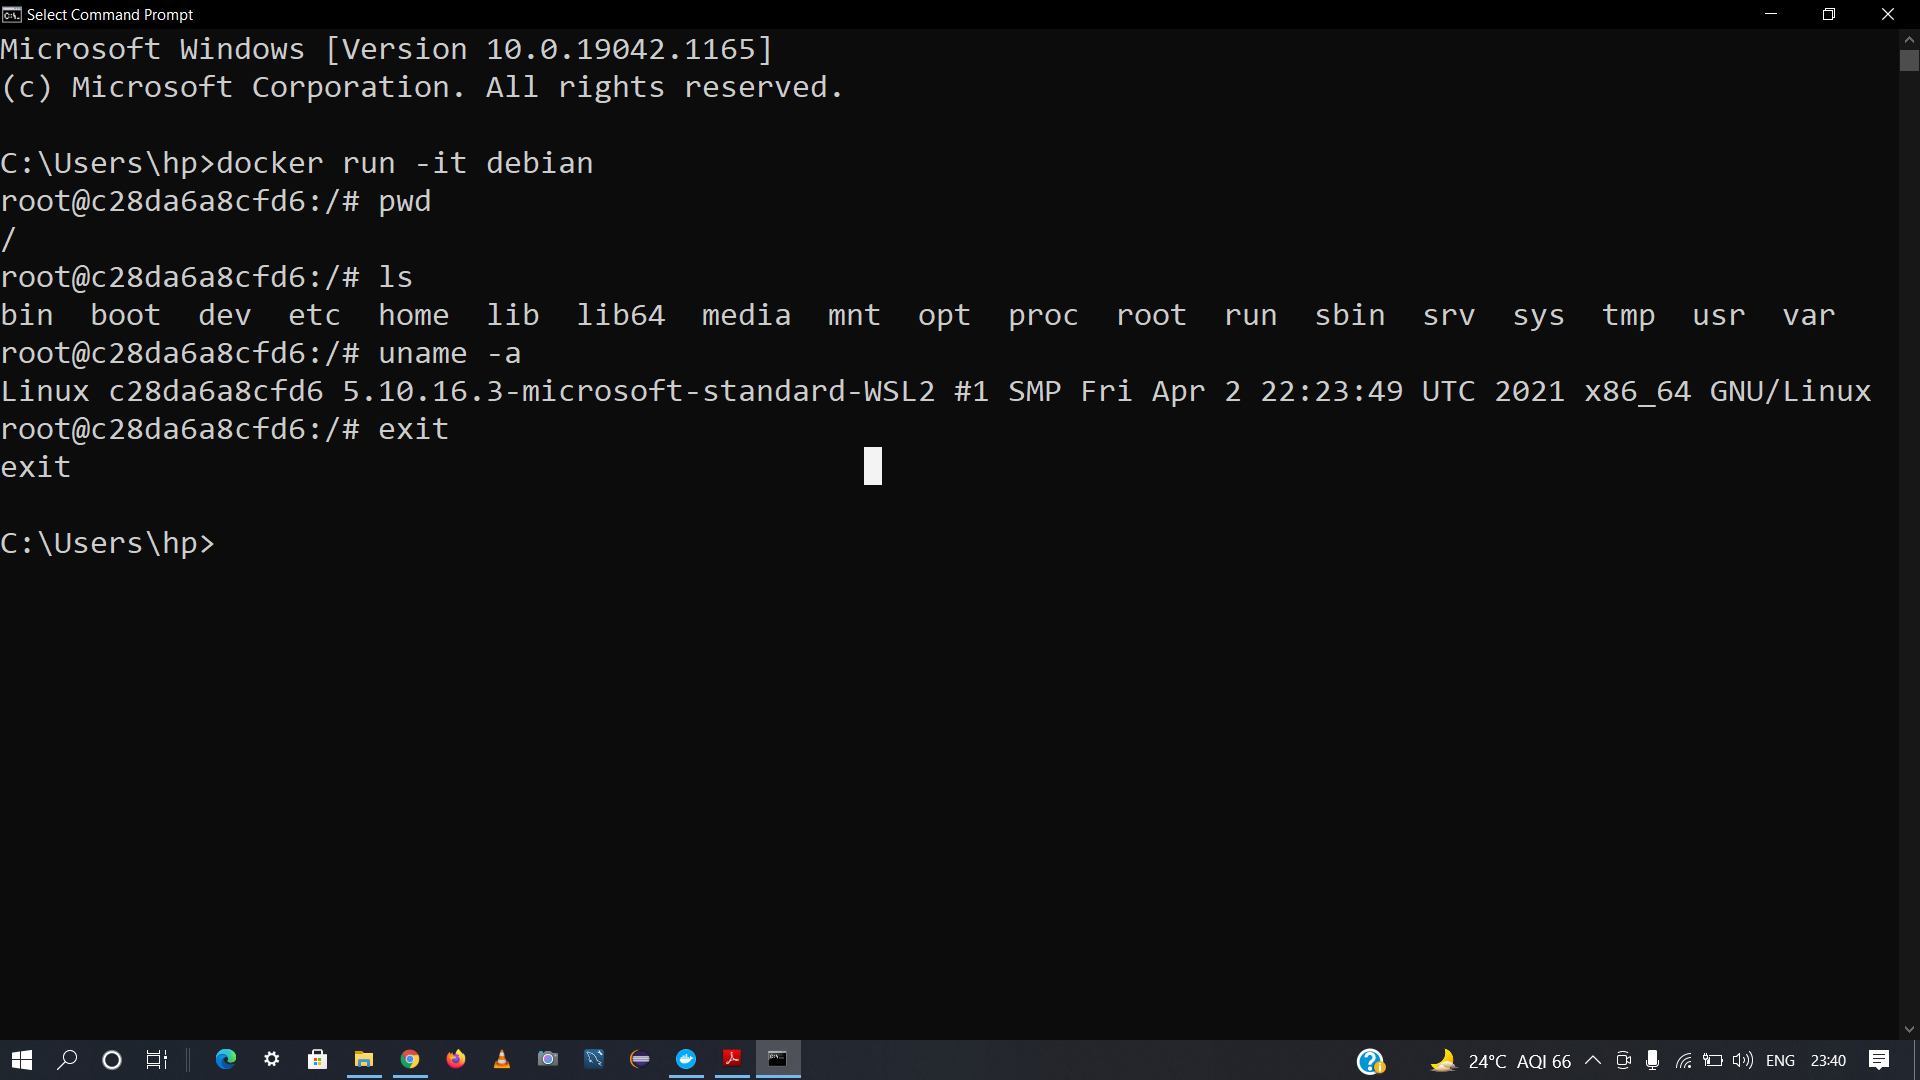 Select Command Prompt
Microsoft Windows [Version 10.0.19042.1165]
(c) Microsoft Corporation. All rights reserved.
C:\Users\hp>docker run -it debian
root@c28da6a8cfd6:/# pwd
/
root@c28da6a8cfd6:/# ls
bin  boot  dev  etc  home  lib  lib64  media  mnt  opt  proc  root  run  sbin  srv  sys  tmp  usr  var
root@c28da6a8cfd6:/# uname -a
Linux c28da6a8cfd6 5.10.16.3-microsoft-standard-WSL2 #1 SMP Fri Apr 2 22:23:49 UTC 2021 x86_64 GNU/Linux
root@c28da6a8cfd6:/# exit
exit
C:\Users\hp>
24°C AQI 66 ENG 23:40